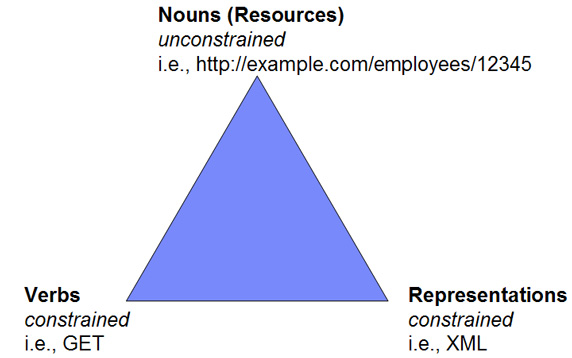 Nouns (Resources)
unconstrained
i.e., http://example.com/employees/12345
Verbs
constrained
i.e., GET
Representations
constrained
i.e., XML